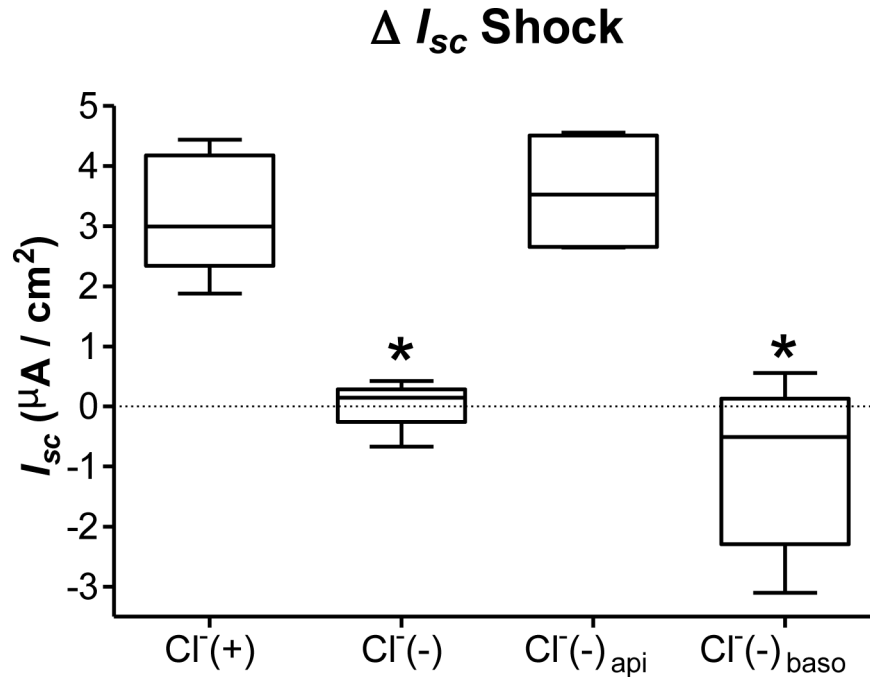 Δ Isc Shock
Isc (µA / cm²)
5
4
3
2
1
0
-1
-2
-3
*
*
Cl⁻(+)
Cl⁻(-)
Cl⁻(-)api
Cl⁻(-)baso